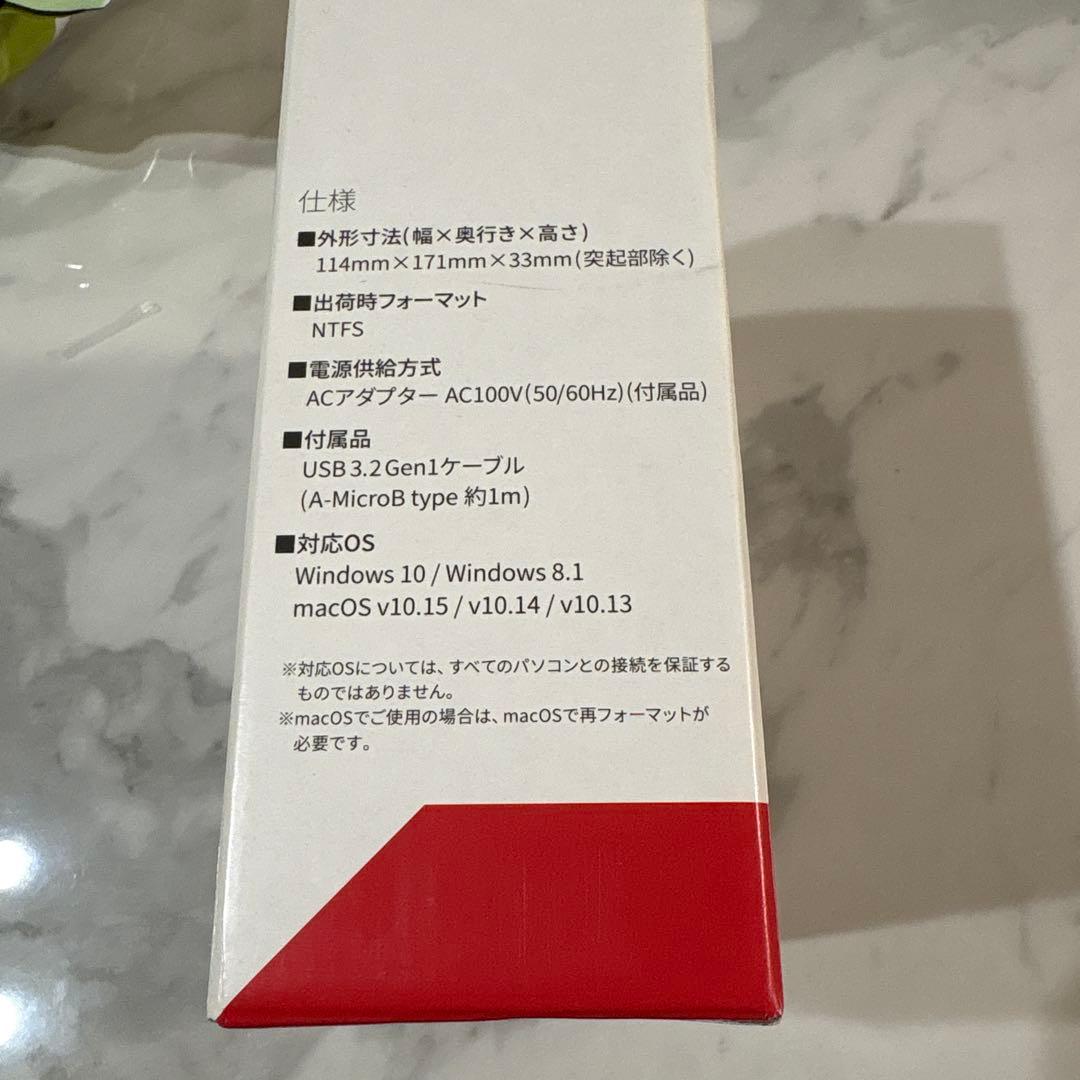 仕様
■外形寸法(幅×奥行き×高さ)
114mm×171mm×33mm(突起部除く)
■出荷時フォーマット
NTFS
■電源供給方式
ACアダプター AC100V(50/60Hz)(付属品)
■付属品
USB3.2Gen1ケーブル
(A-MicroB type 約1m)
■対応OS
Windows 10 / Windows 8.1
macOS v10.15 / v10.14 / v10.13
※対応OSについては、すべてのパソコンとの接続を保証する
ものではありません。
※macOSでご使用の場合は、macOSで再フォーマットが
必要です。